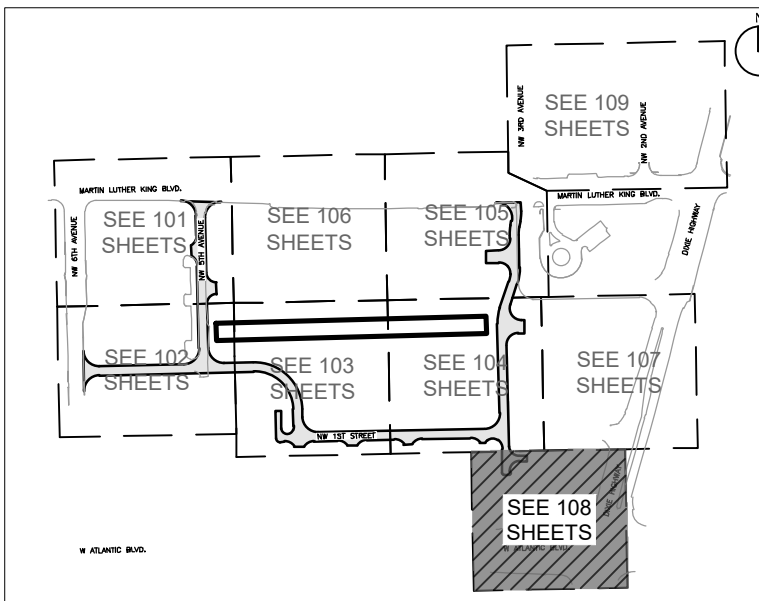 N
SEE 109
SHEETS
NW 3RD AVENUE
NW 2ND AVENUE
MARTIN LUTHER KING BLVD.
MARTIN LUTHER KING BLVD.
SEE 101
SHEETS
SEE 106
SHEETS
SEE 105
SHEETS
NW 6TH AVENUE
NW 5TH AVENUE
DIXIE HIGHWAY
SEE 102
SHEETS
SEE 103
SHEETS
SEE 104
SHEETS
SEE 107
SHEETS
NW 1ST STREET
DIXIE HIGHWAY
SEE 108
SHEETS
W ATLANTIC BLVD.
W ATLANTIC BLVD.